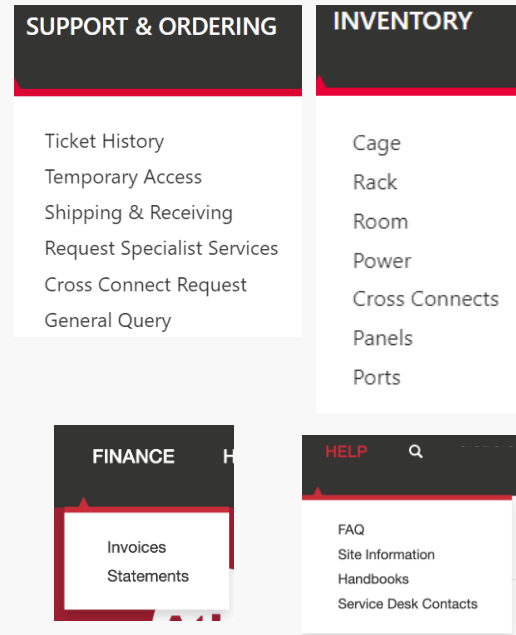 SUPPORT & ORDERING
Ticket History
Temporary Access
Shipping & Receiving
Request Specialist Services
Cross Connect Request
General Query
INVENTORY
Cage
Rack
Room
Power
Cross Connects
Panels
Ports
FINANCE
Invoices
Statements
HELP
FAQ
Site Information
Handbooks
Service Desk Contacts